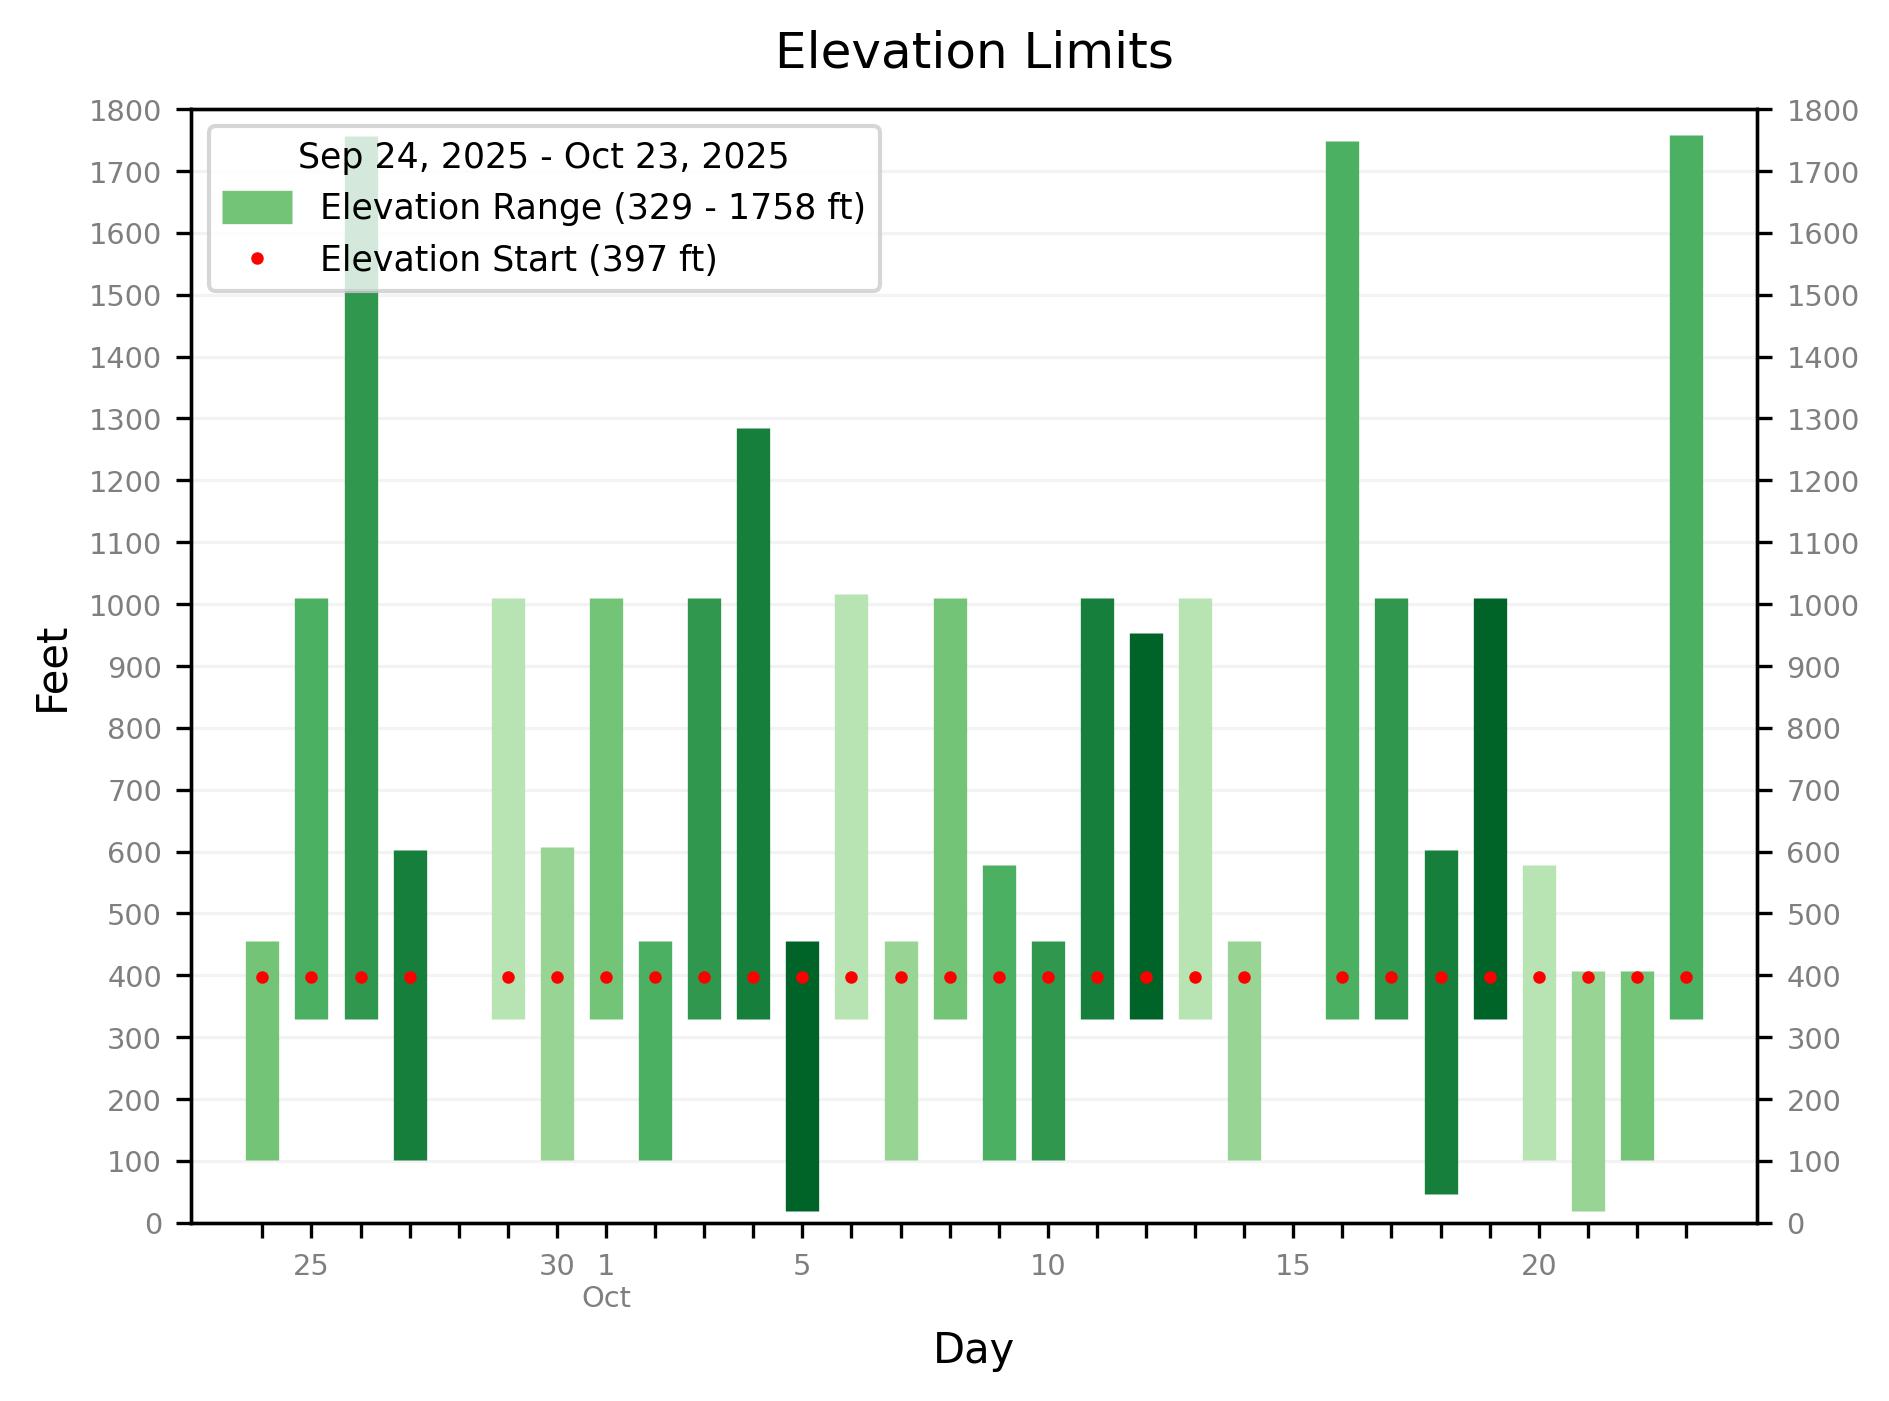 Elevation Limits
Sep 24, 2025 - Oct 23, 2025
Elevation Range (329 - 1758 ft)
Elevation Start (397 ft)
1800 1800
1700 1700
1600 1600
1500 1500
1400 1400
1300 1300
1200 1200
1100 1100
1000 1000
900 900
800 800
700 700
600 600
500 500
400 400
300 300
200 200
100 100
0 0
Feet
25 30 1 5 10 15 20
Oct
Day